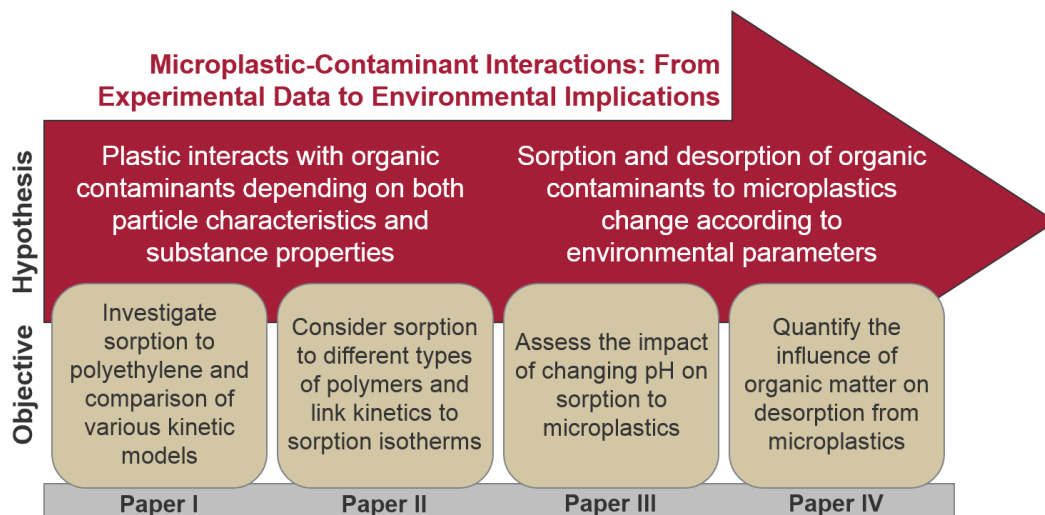 Microplastic-Contaminant Interactions: From
Experimental Data to Environmental Implications
Hypothesis
Plastic interacts with organic
contaminants depending on both
particle characteristics and
substance properties
Sorption and desorption of organic
contaminants to microplastics
change according to
environmental parameters
Objective
Investigate
sorption to
polyethylene and
comparison of
various kinetic
models
Consider sorption
to different types
of polymers and
link kinetics to
sorption isotherms
Assess the impact
of changing pH on
sorption to
microplastics
Quantify the
influence of
organic matter on
desorption from
microplastics
Paper I
Paper II
Paper III
Paper IV